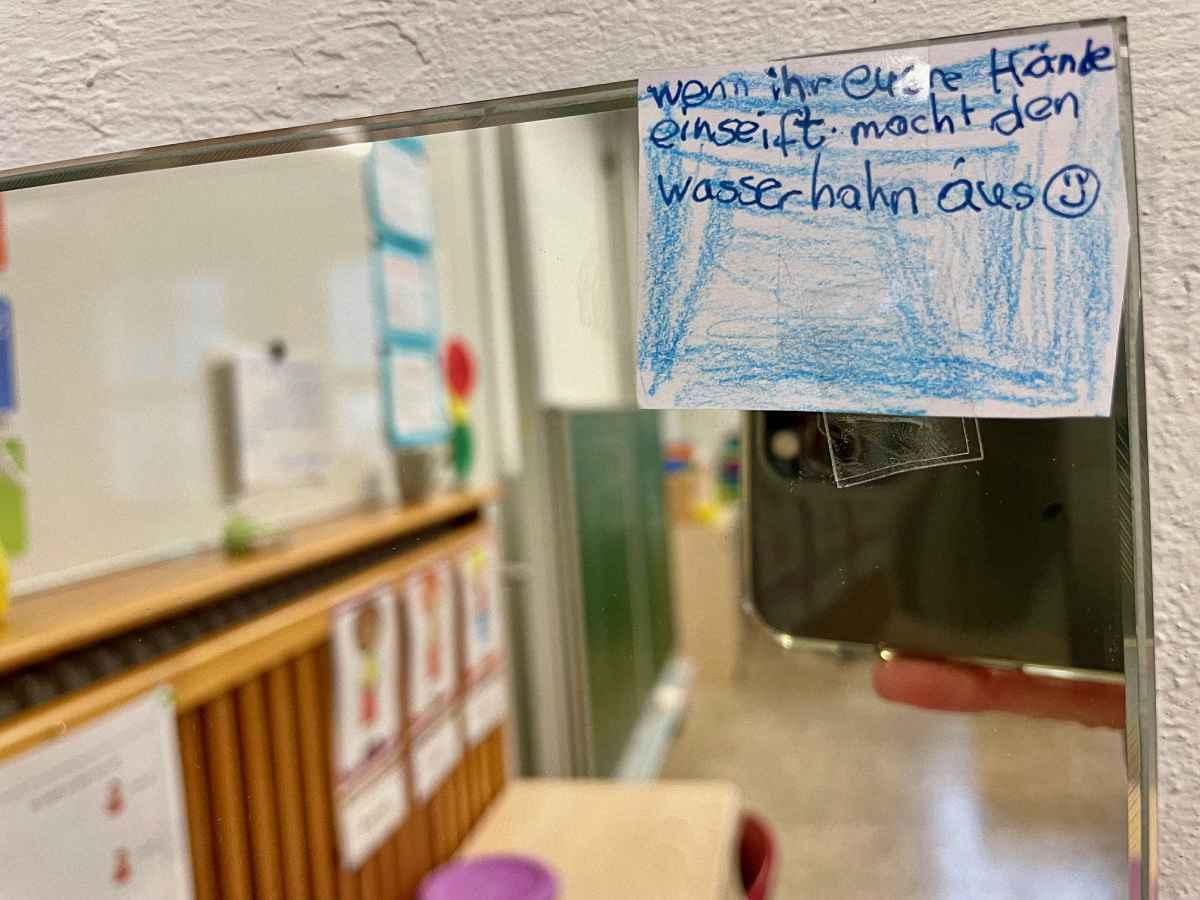 wenn ihr eure Hände
einseift. macht den
wasserhahn aus